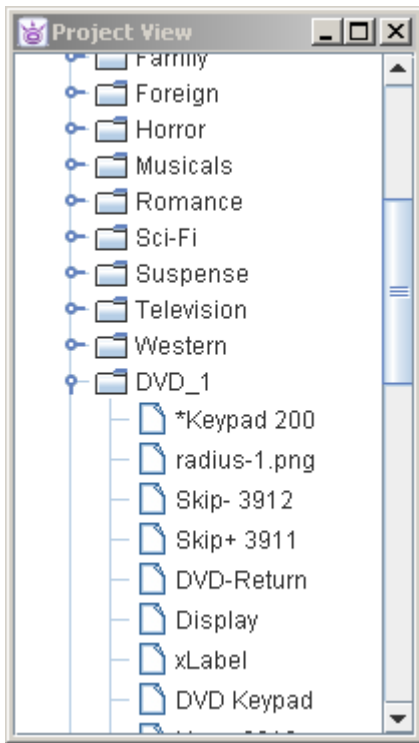 Project View
Family
Foreign
Horror
Musicals
Romance
Sci-Fi
Suspense
Television
Western
DVD_1
*Keypad 200
radius-1.png
Skip- 3912
Skip+ 3911
DVD-Return
Display
xLabel
DVD Keypad